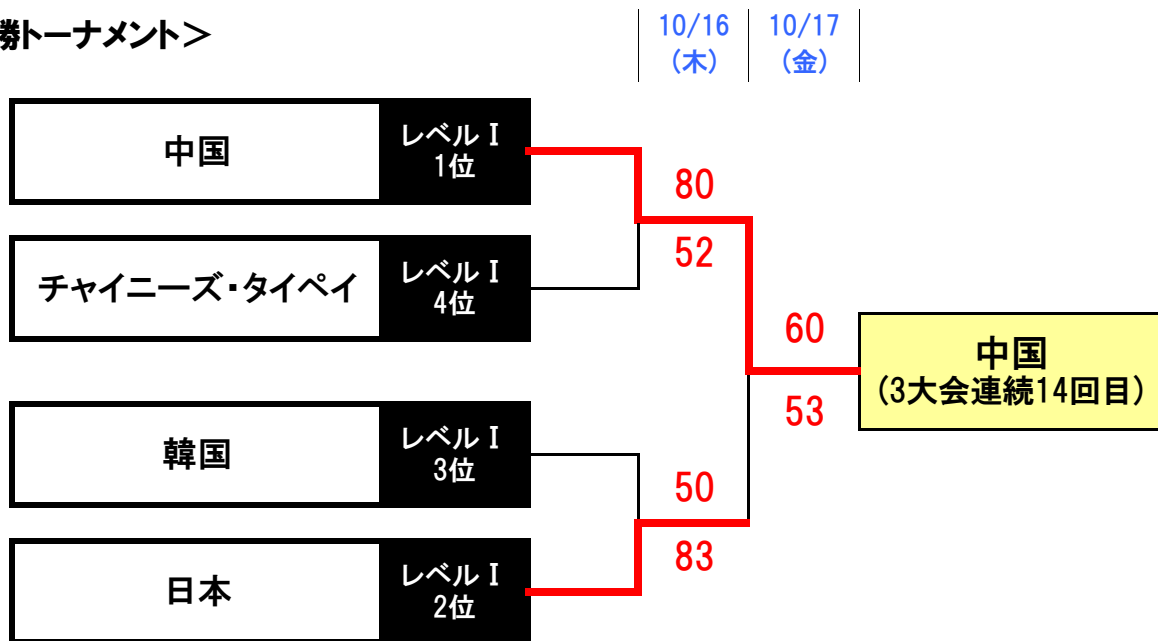 勝トーナメント＞
10/16 10/17
（木） （金）
中国
レベルⅠ
1位
80
52
チャイニーズ・タイペイ
レベルⅠ
4位
60
53
中国
（3大会連続14回目）
韓国
レベルⅠ
3位
50
83
日本
レベルⅠ
2位